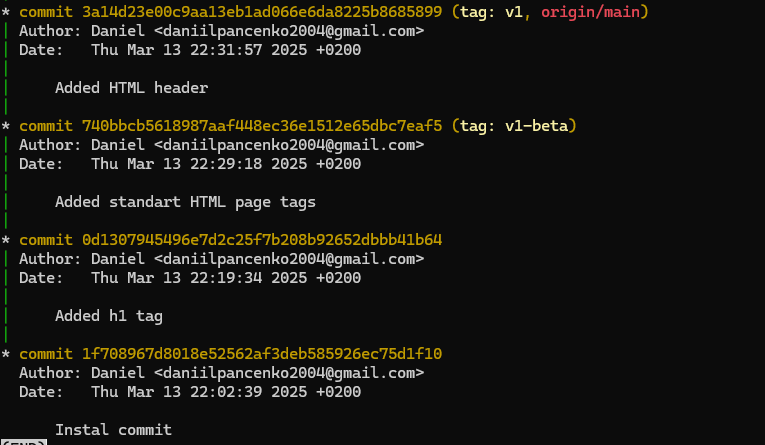 * commit 3a14d23e00c9aa13eb1ad066e6da8225b8685899 (tag: v1, origin/main)
| Author: Daniel <daniilpancenko2004@gmail.com>
| Date:   Thu Mar 13 22:31:57 2025 +0200
|
|     Added HTML header
|
* commit 740bbcb5618987aaf448ec36e1512e65dbc7eaf5 (tag: v1-beta)
| Author: Daniel <daniilpancenko2004@gmail.com>
| Date:   Thu Mar 13 22:29:18 2025 +0200
|
|     Added standart HTML page tags
|
* commit 0d1307945496e7d2c25f7b208b92652dbbb41b64
| Author: Daniel <daniilpancenko2004@gmail.com>
| Date:   Thu Mar 13 22:19:34 2025 +0200
|
|     Added h1 tag
|
* commit 1f708967d8018e52562af3deb585926ec75d1f10
  Author: Daniel <daniilpancenko2004@gmail.com>
  Date:   Thu Mar 13 22:02:39 2025 +0200

      Instal commit
(END)